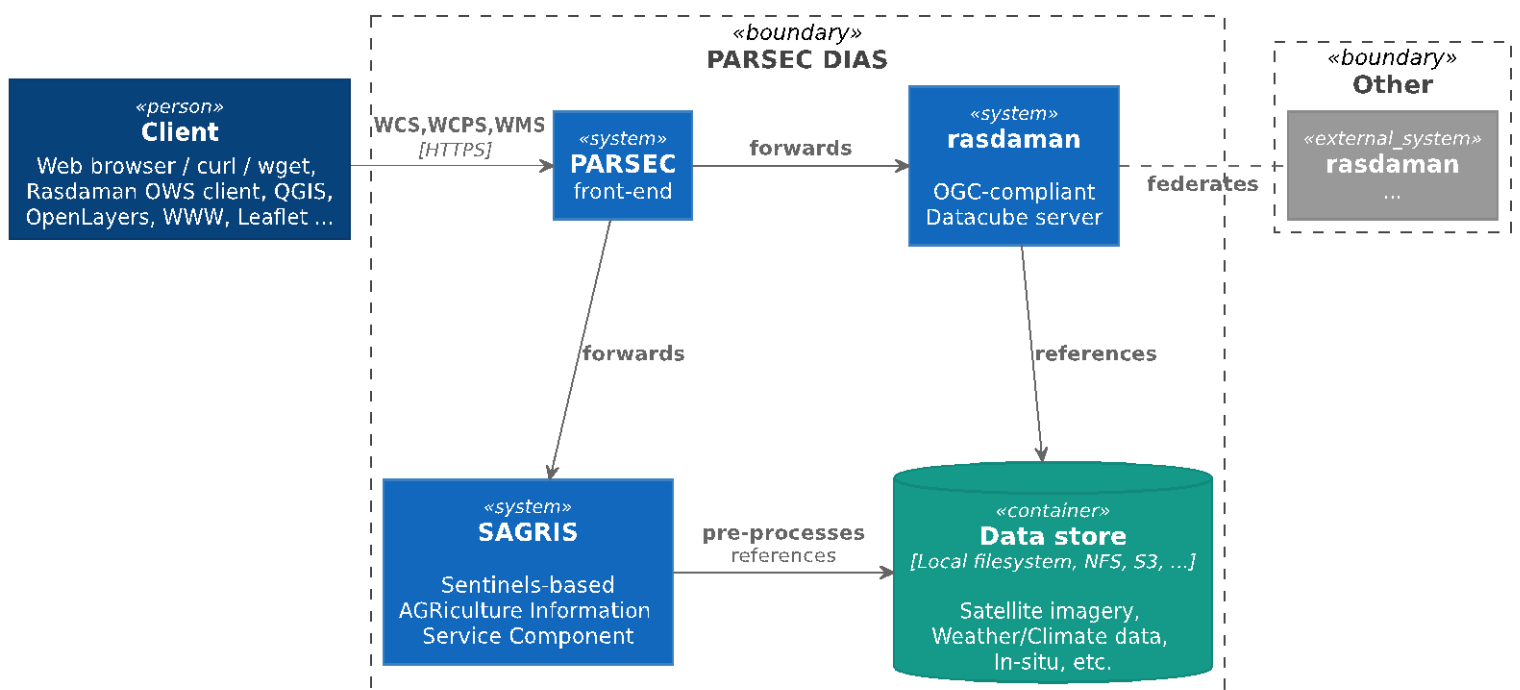 «boundary»
PARSEC DIAS
«boundary»
Other
«person»
Client
Web browser / curl / wget,
Rasdaman OWS client, QGIS,
OpenLayers, WWW, Leaflet ...
WCS,WCPS,WMS
[HTTPS]
«system»
PARSEC
front-end
forwards
«system»
rasdaman
OGC-compliant
Datacube server
federates
«external_system»
rasdaman
...
forwards
references
«system»
SAGRIS
Sentinels-based
AGRiculture Information
Service Component
pre-processes
references
«container»
Data store
[Local filesystem, NFS, S3, ...]
Satellite imagery,
Weather/Climate data,
In-situ, etc.